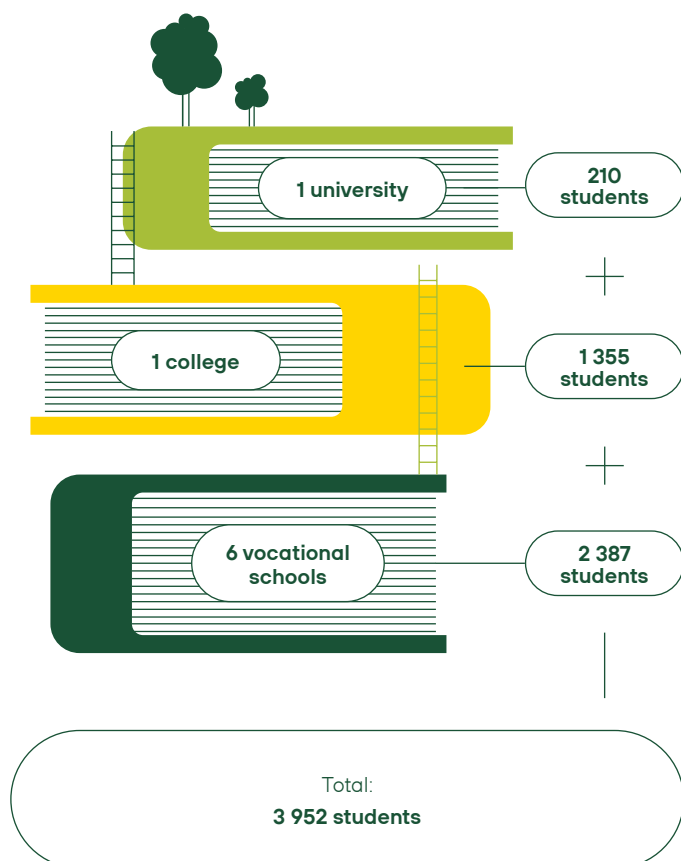 1 university
210
students
1 college
1 355
students
6 vocational
schools
2 387
students
Total:
3 952 students